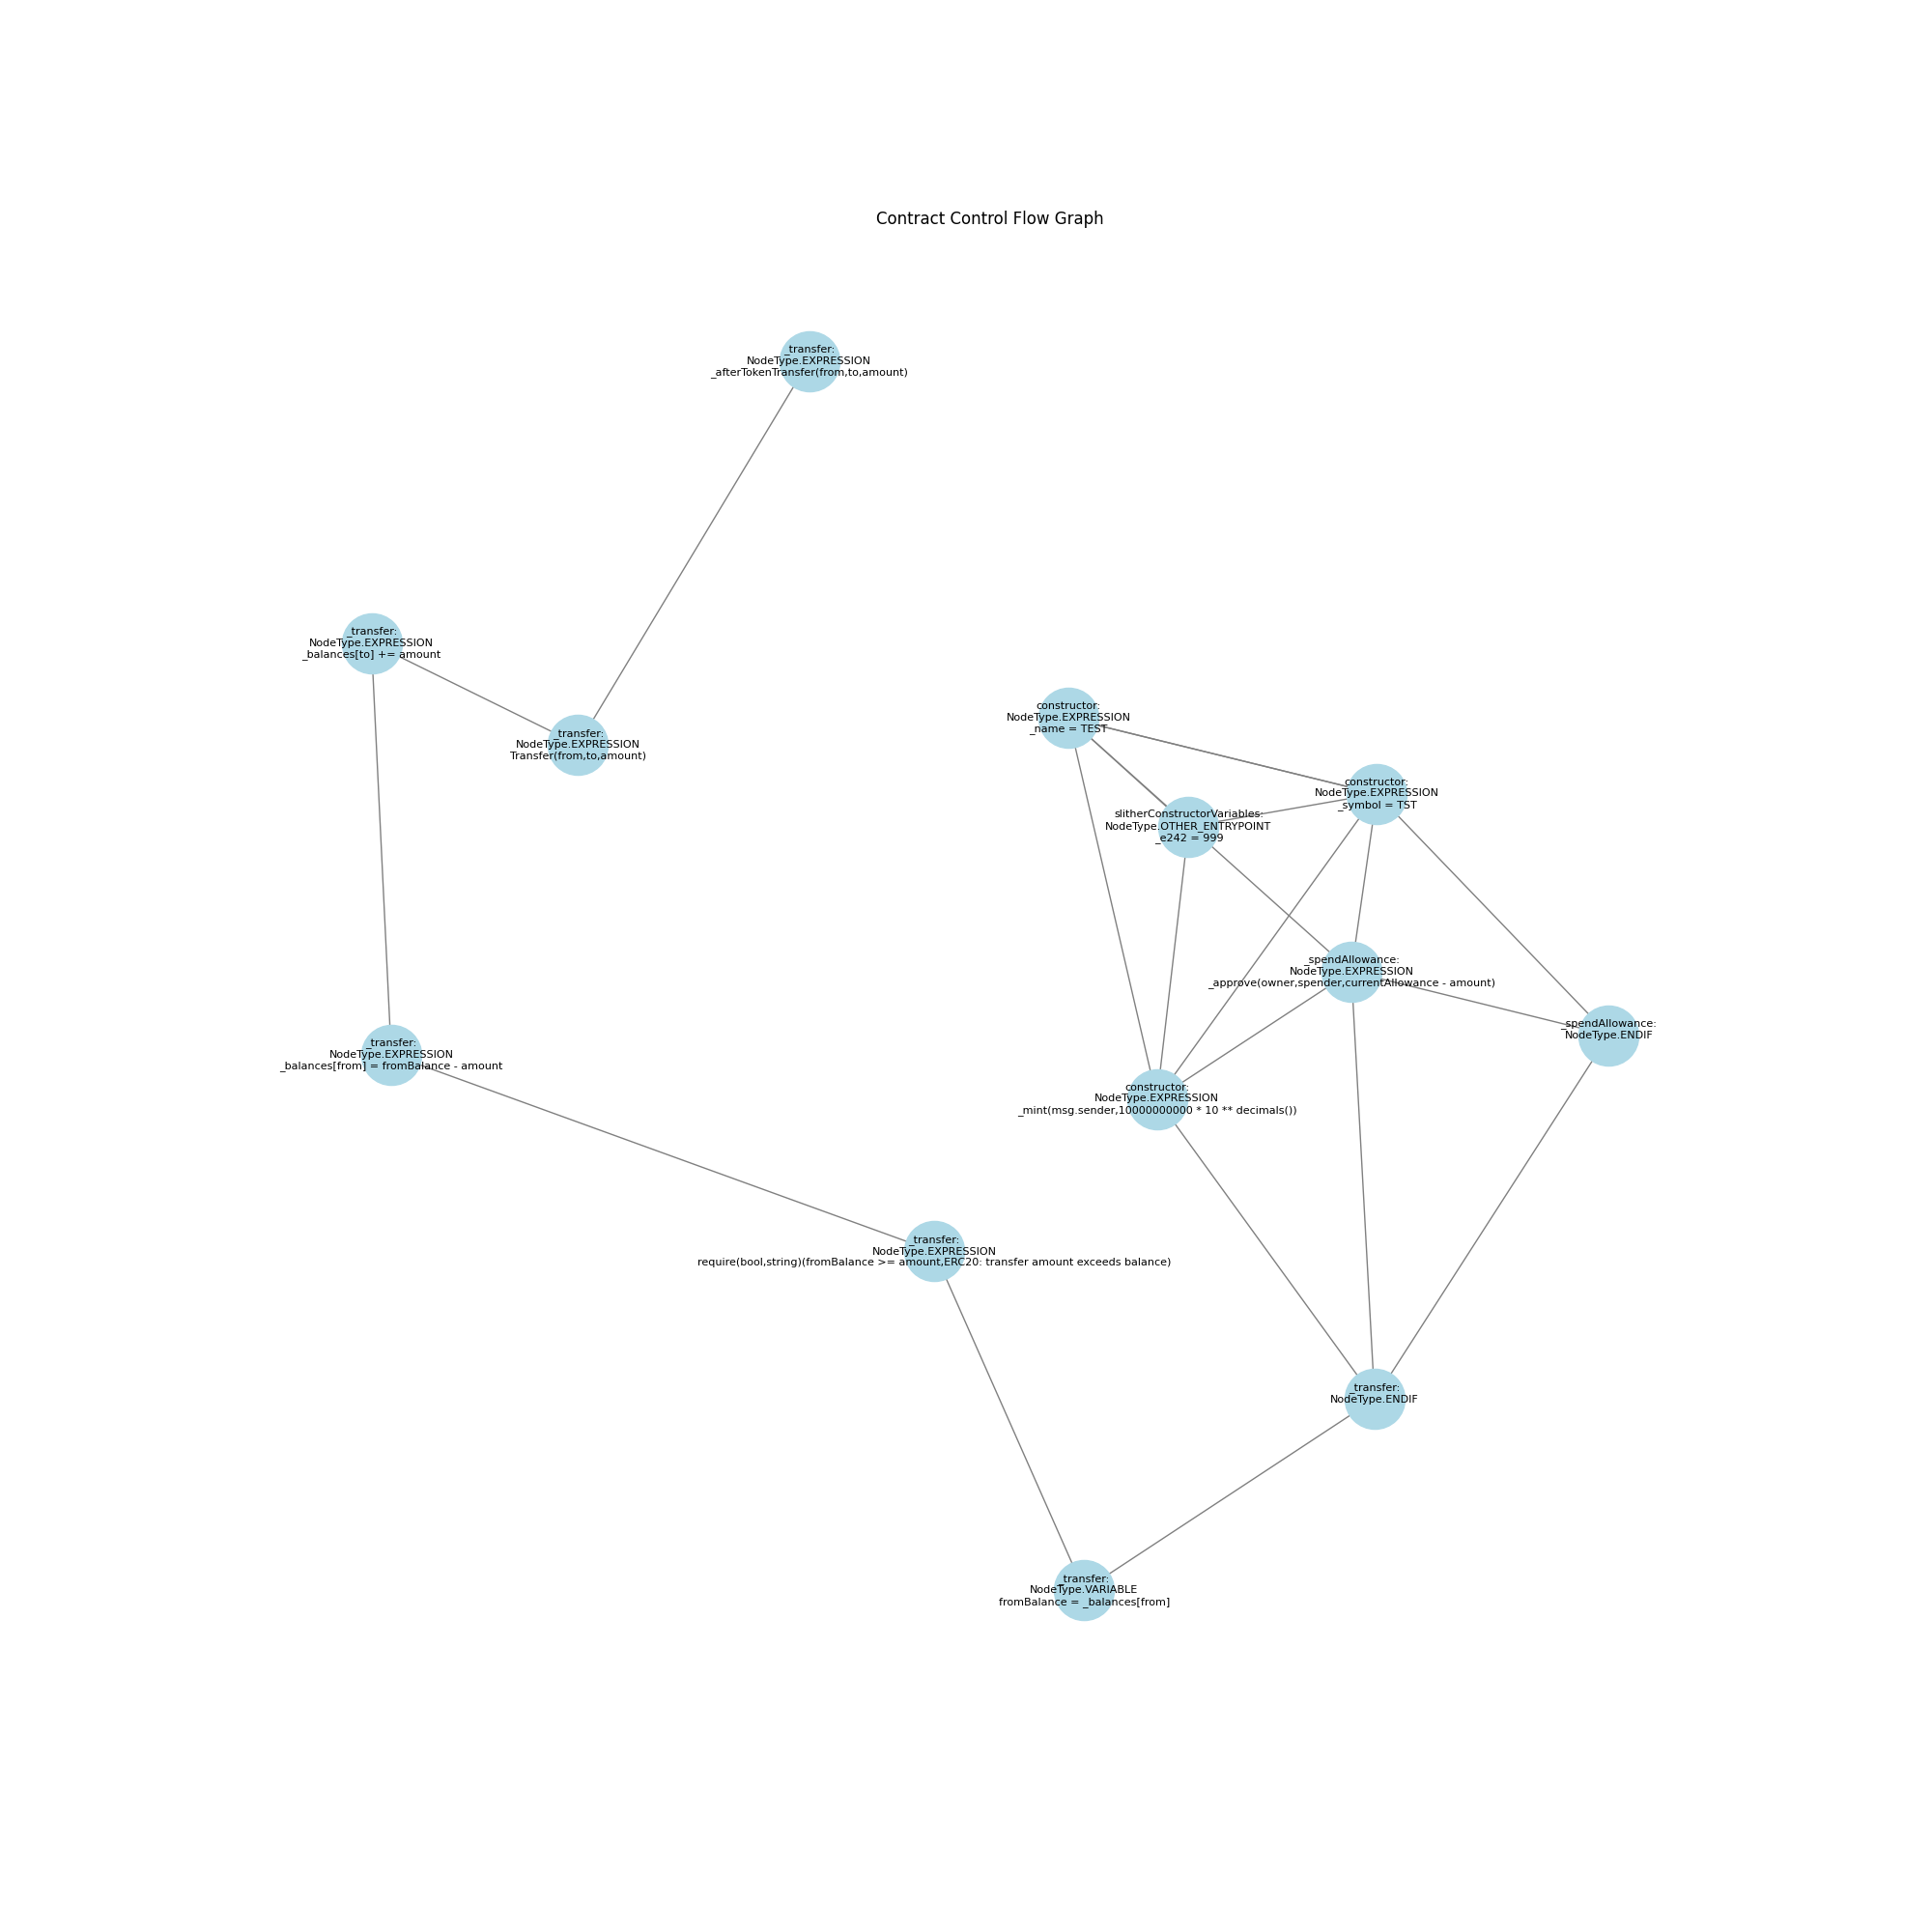 Contract Control Flow Graph
_transfer:
NodeType.EXPRESSION
_afterTokenTransfer(from,to,amount)
_transfer:
NodeType.EXPRESSION
_balances[to] += amount
_transfer:
NodeType.EXPRESSION
Transfer(from,to,amount)
constructor:
NodeType.EXPRESSION
_name = TEST
constructor:
NodeType.EXPRESSION
_symbol = TST
slitherConstructorVariables:
NodeType.OTHER_ENTRYPOINT
_e242 = 999
_spendAllowance:
NodeType.EXPRESSION
_approve(owner,spender,currentAllowance - amount)
_spendAllowance:
NodeType.ENDIF
_transfer:
NodeType.EXPRESSION
_balances[from] = fromBalance - amount
constructor:
NodeType.EXPRESSION
_mint(msg.sender,10000000000 * 10 ** decimals())
_transfer:
NodeType.EXPRESSION
require(bool,string)(fromBalance >= amount,ERC20: transfer amount exceeds balance)
_transfer:
NodeType.ENDIF
_transfer:
NodeType.VARIABLE
fromBalance = _balances[from]